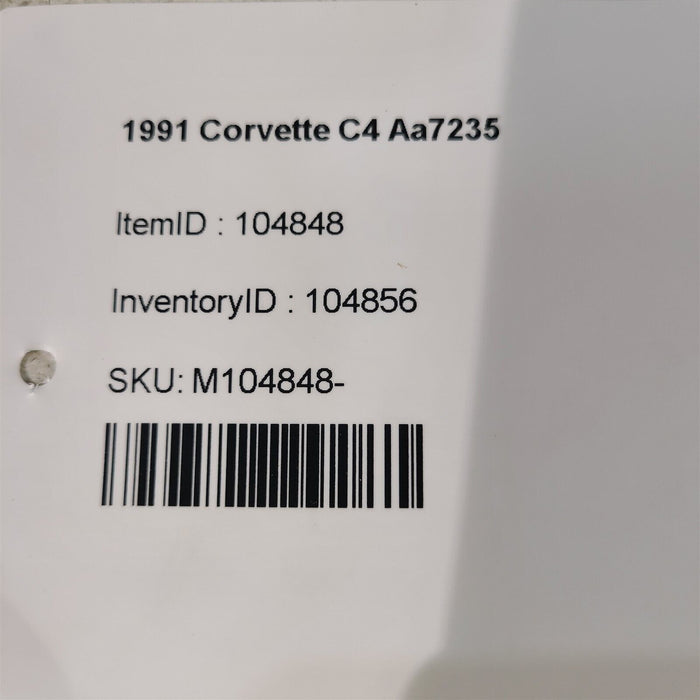 1991 Corvette C4 Aa7235
ItemID : 104848
InventoryID : 104856
SKU: M104848-